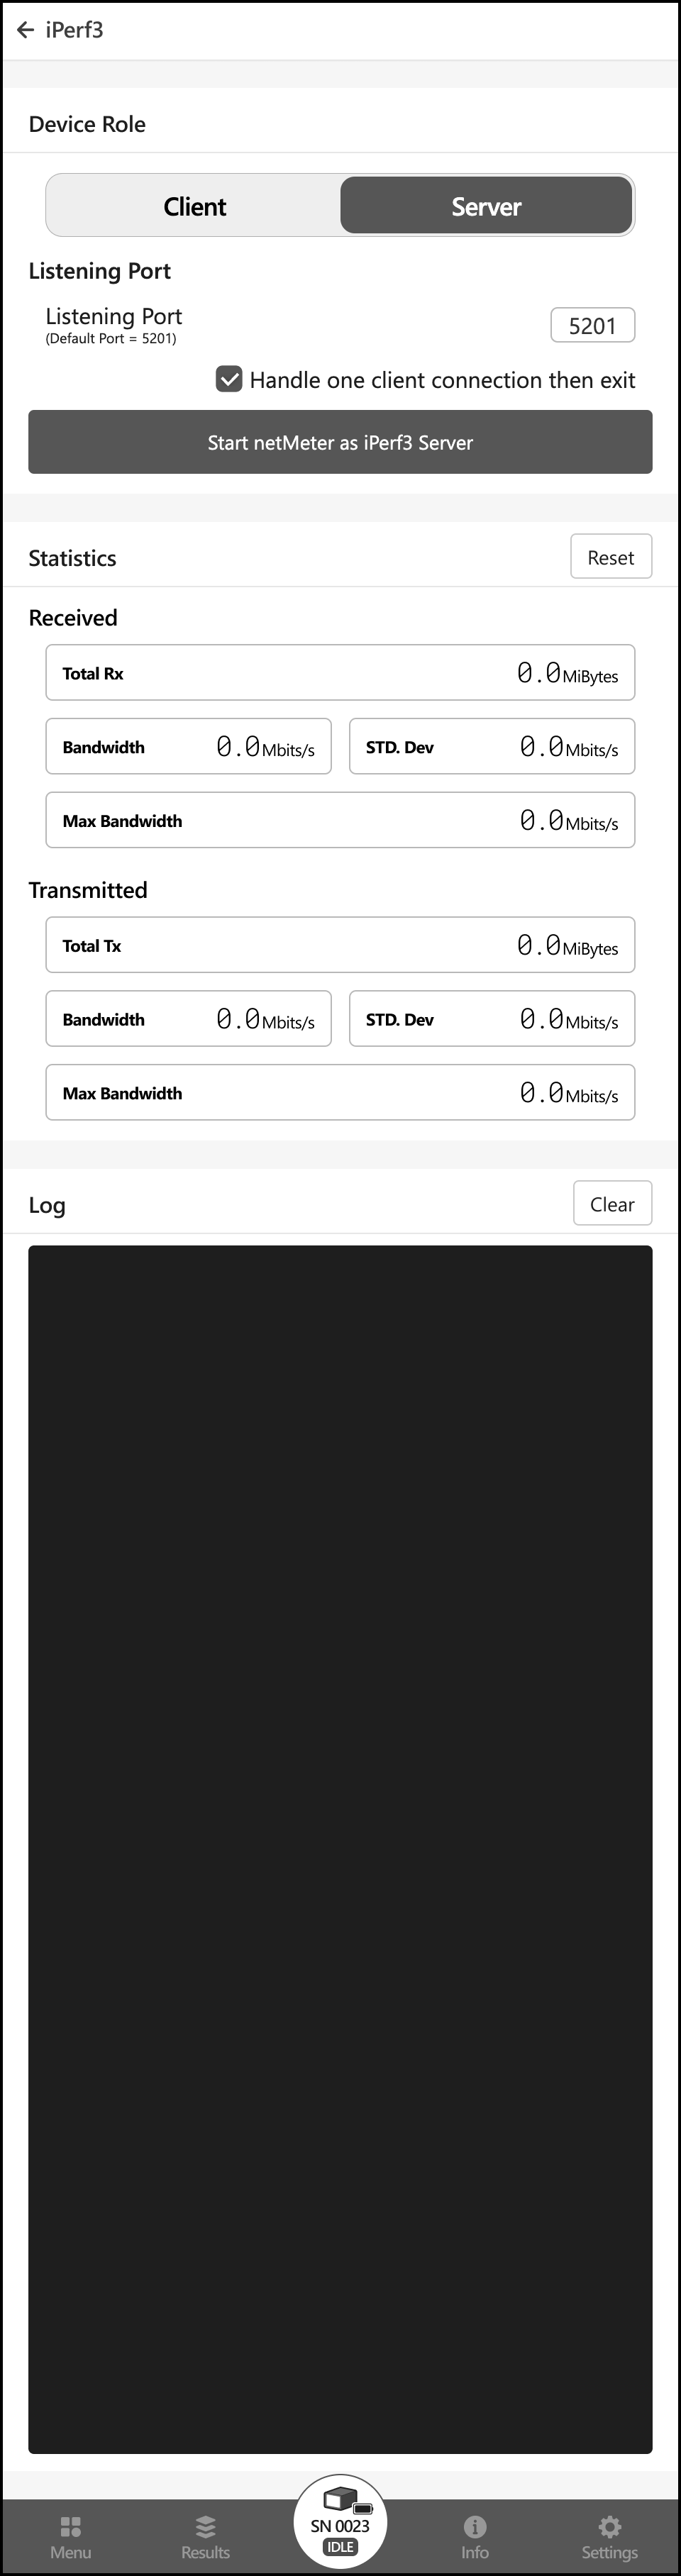 iPerf3
Device Role
Client
Server
Listening Port
Listening Port
5201
(Default Port = 5201)
Handle one client connection then exit
Start netMeter as iPerf3 Server
Statistics
Reset
Received
Total Rx 0.0 MiBytes
Bandwidth 0.0 Mbits/s
STD. Dev 0.0 Mbits/s
Max Bandwidth 0.0 Mbits/s
Transmitted
Total Tx 0.0 MiBytes
Bandwidth 0.0 Mbits/s
STD. Dev 0.0 Mbits/s
Max Bandwidth 0.0 Mbits/s
Log
Clear
Menu
Results
SN 0023
IDLE
Info
Settings